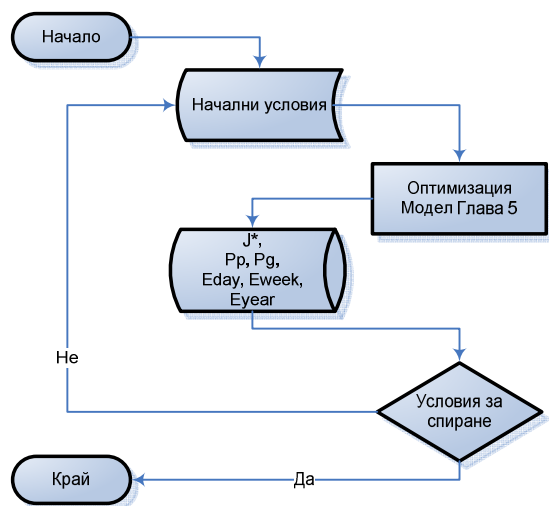 Начало
Начални условия
Оптимизация
Модел Глава 5
J*,
Pp, Pg,
Eday, Eweek,
Eyear
Не
Условия за
спиране
Край
Да